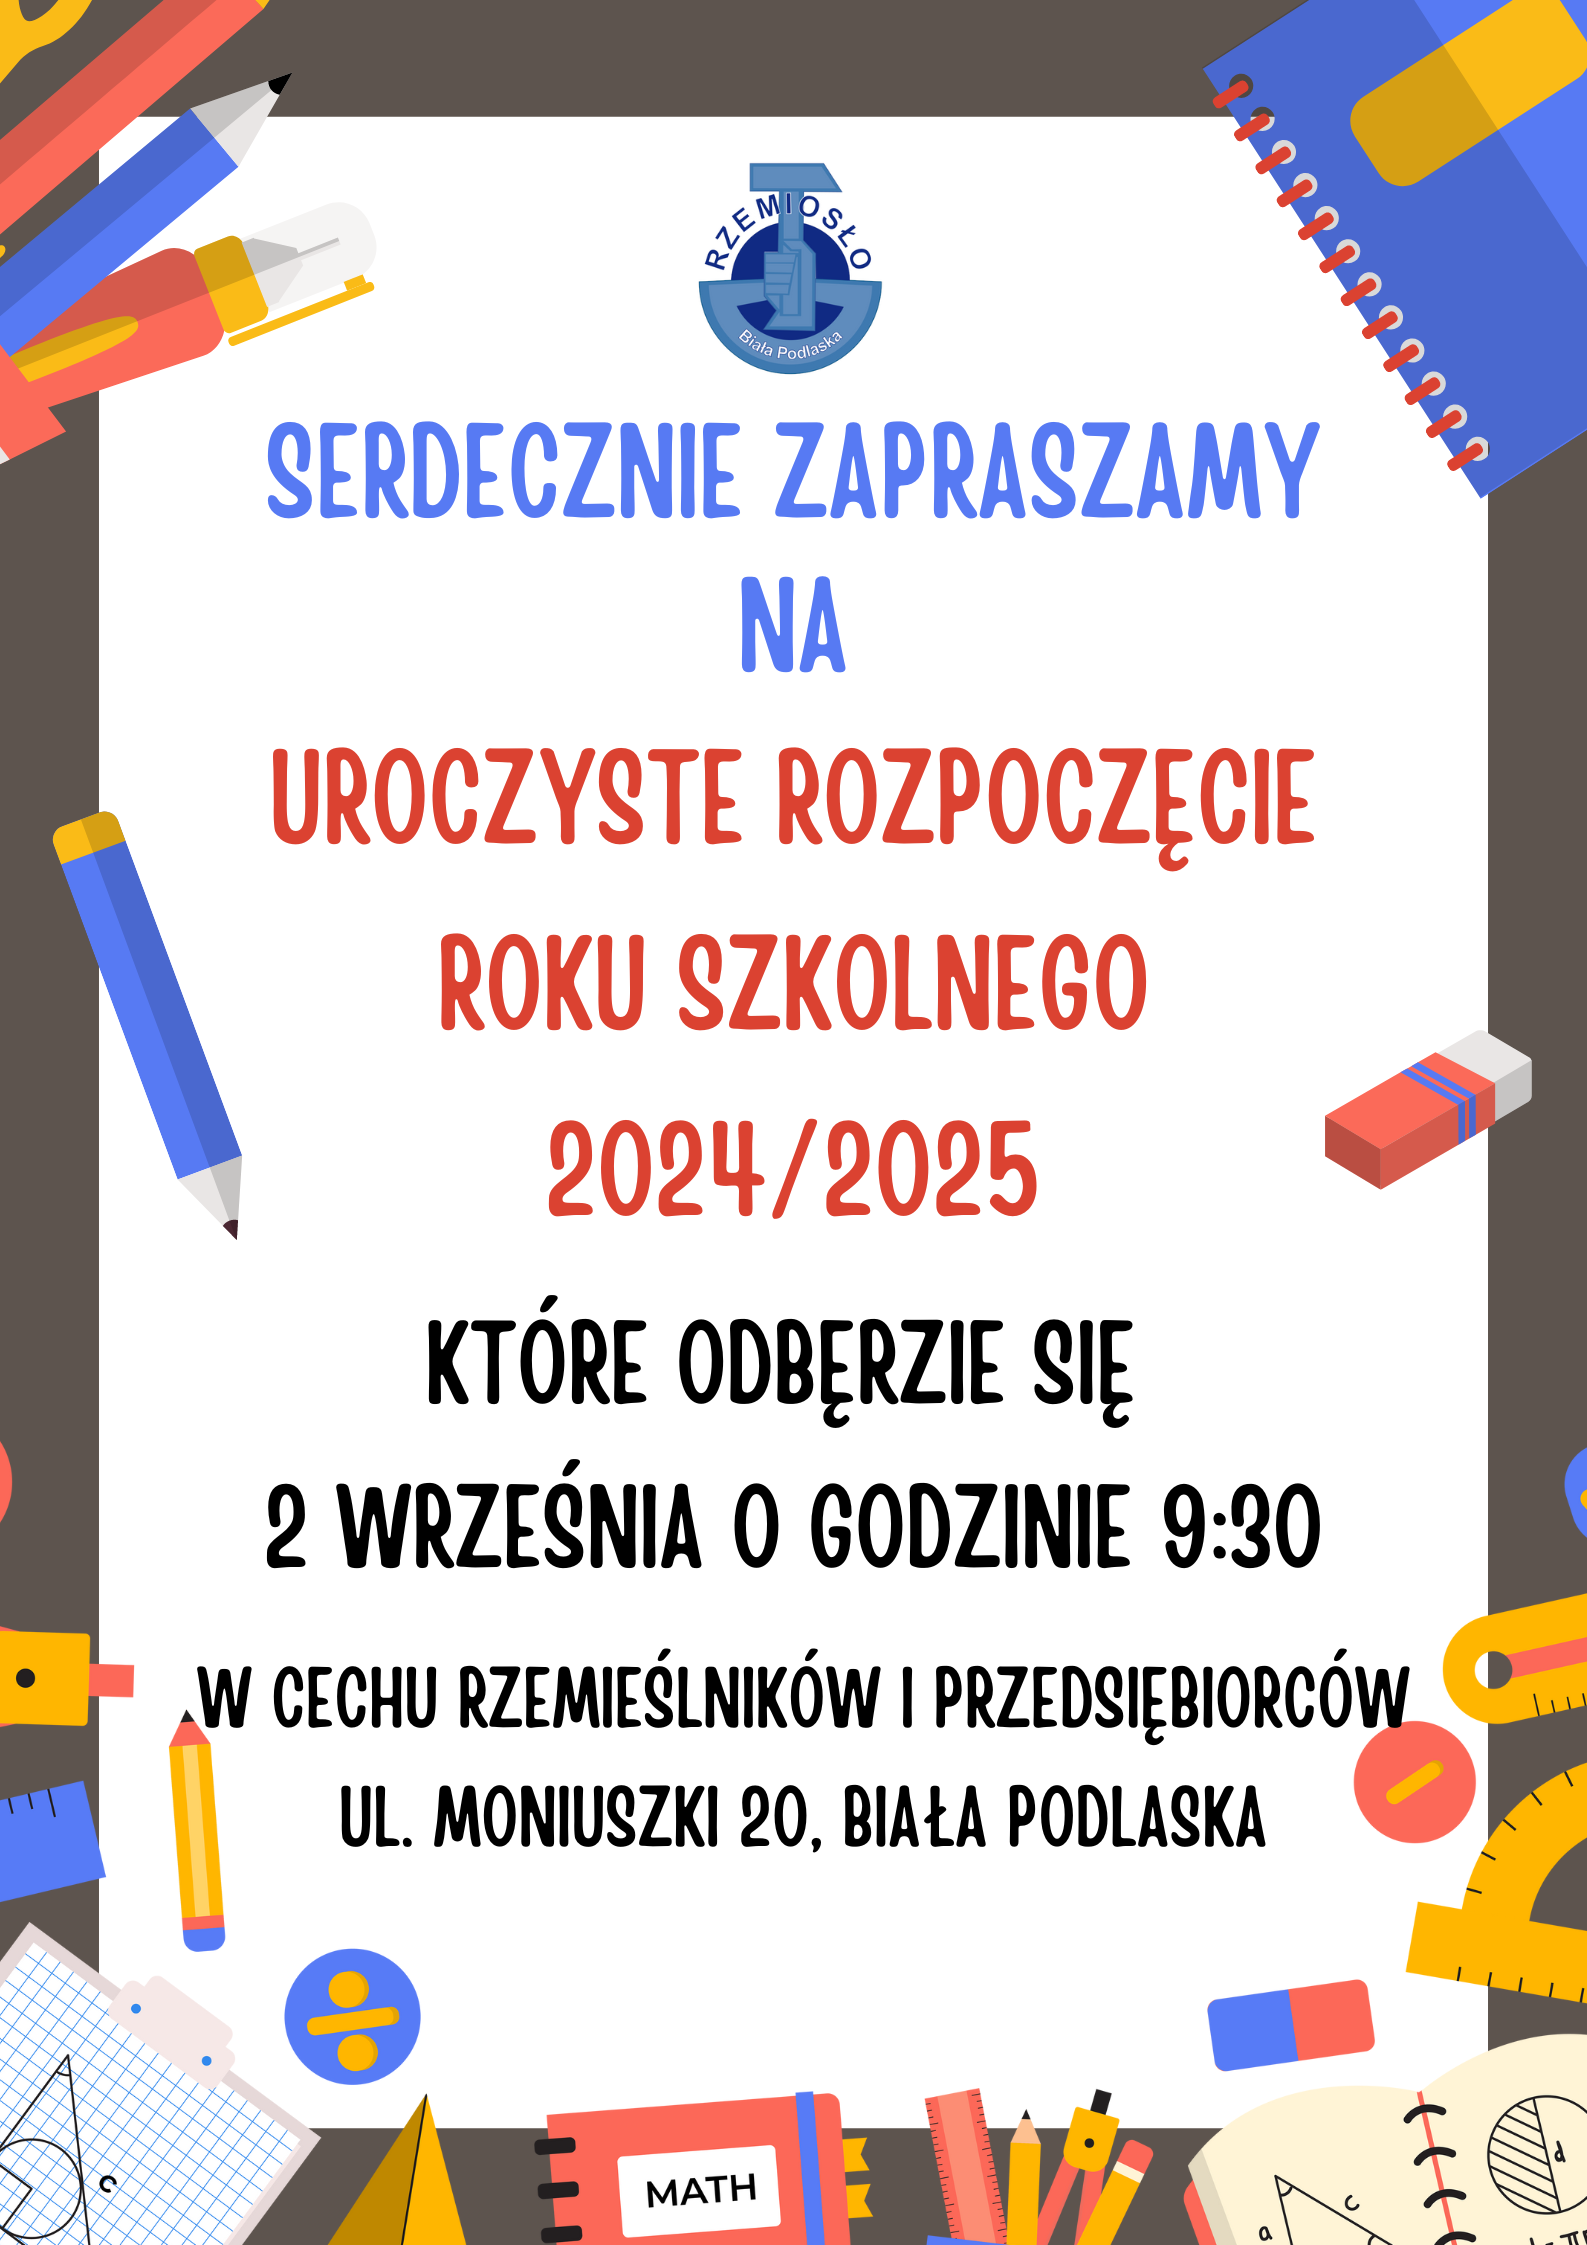 RZEMIOSŁO
Biała Podlaska
SERDECZNIE ZAPRASZAMY
NA
UROCZYSTE ROZPOCZĘCIE
ROKU SZKOLNEGO
2024/2025
KTÓRE ODBĘRZIE SIĘ
2 WRZEŚNIA O GODZINIE 9:30
W CECHU RZEMIEŚLNIKÓW I PRZEDSIĘBIORCÓW
UL. MONIUSZKI 20, BIAŁA PODLASKA
MATH
c
a
c
d